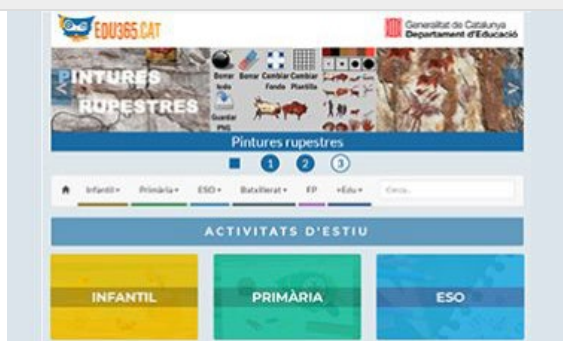 EDU365.CAT
Generalitat de Catalunya
Departament d'Educació
PINTURES
RUPESTRES
Borrar Borrar Cambiar Cambiar
todo Fondo Plantilla
Guardar
PNG
Pintures rupestres
1 2 3
Infantil Primària ESO Batxillerat FP +Edu Cerca...
ACTIVITATS D'ESTIU
INFANTIL PRIMÀRIA ESO